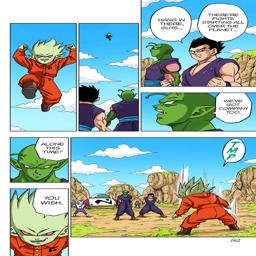 HANG IN
THERE,
GUYS...
THERE'RE
FIGHTS
STARTING ALL
OVER THE
PLANET...
WE'VE
GOT
COMPANY
TOO.
ALONE
THIS
TIME?
YOU
WISH.
TMP